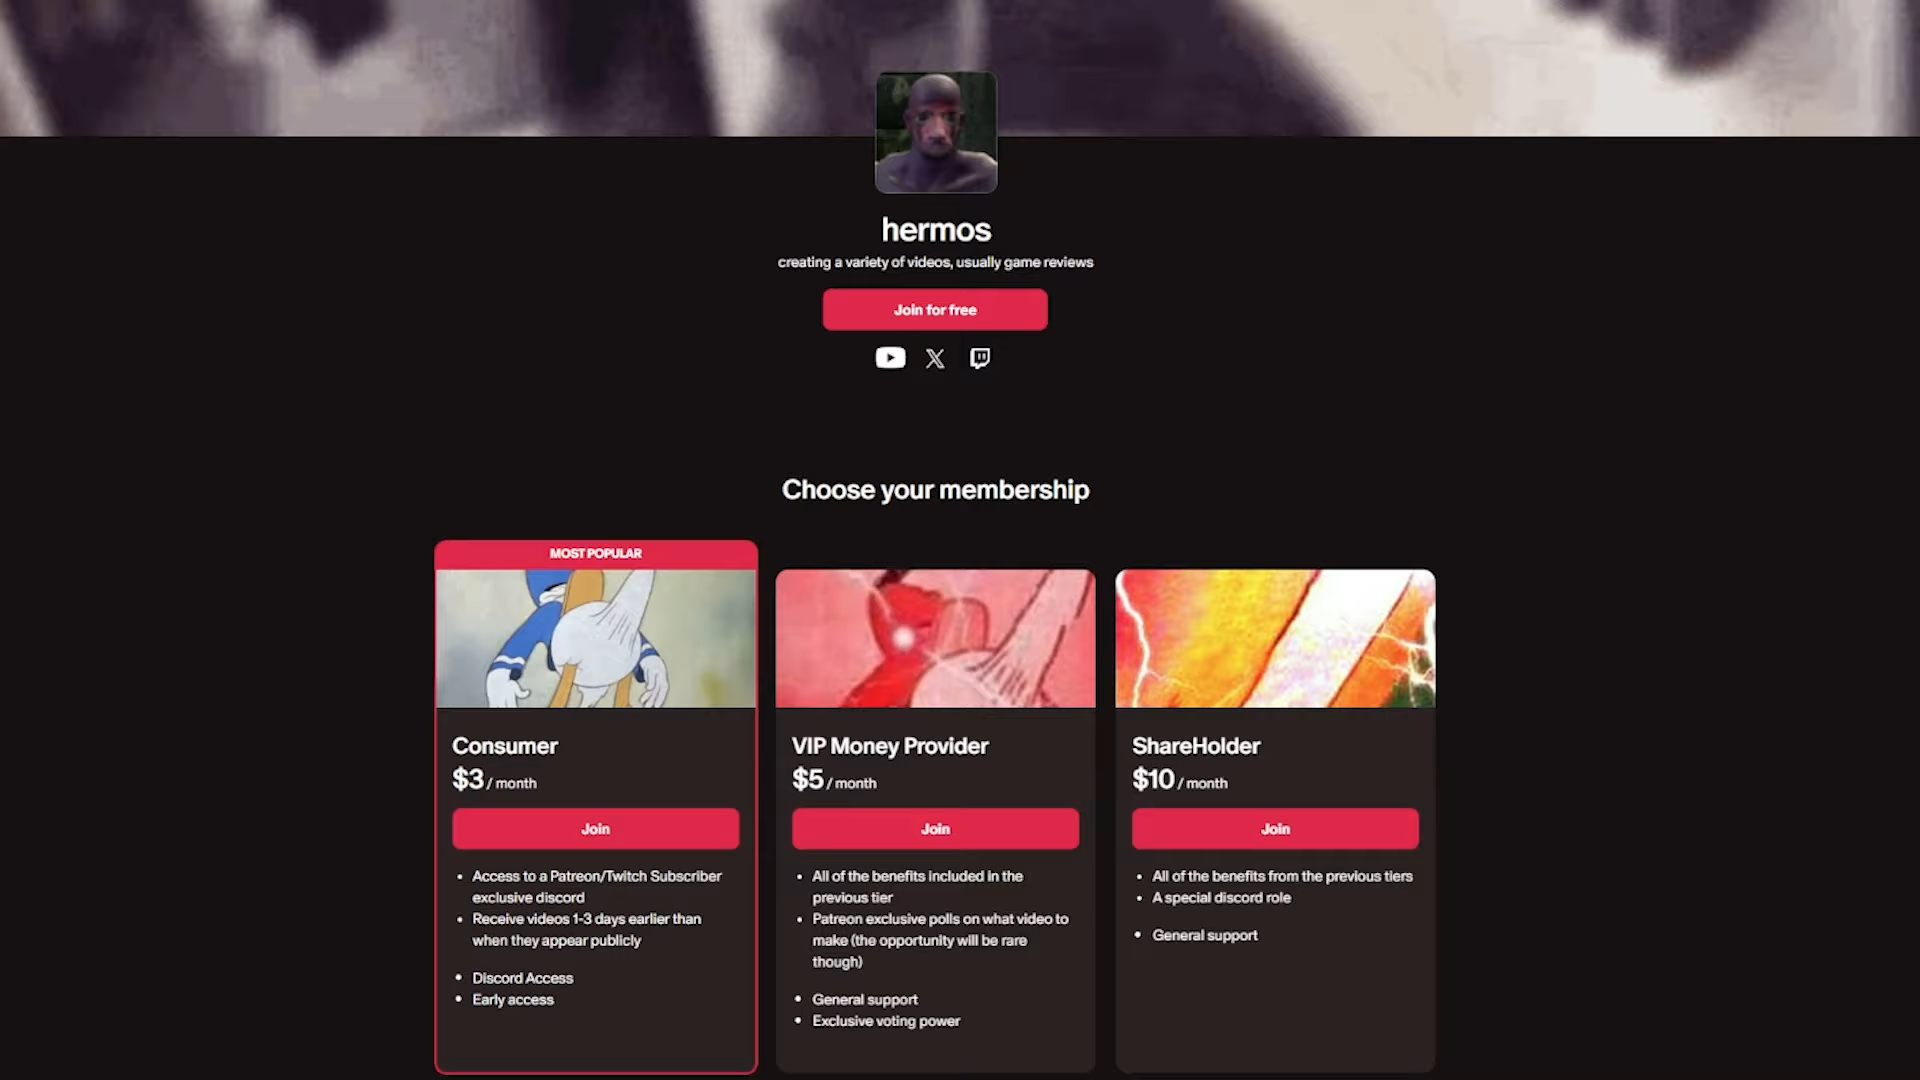 hermos
creating a variety of videos, usually game reviews
Join for free
Choose your membership
MOST POPULAR
Consumer
$3 / month
Join
• Access to a Patreon/Twitch Subscriber
exclusive discord
• Receive videos 1-3 days earlier than
when they appear publicly
• Discord Access
• Early access
VIP Money Provider
$5 / month
Join
• All of the benefits included in the
previous tier
• Patreon exclusive polls on what video to
make (the opportunity will be rare
though)
• General support
• Exclusive voting power
ShareHolder
$10 / month
Join
• All of the benefits from the previous tiers
• A special discord role
• General support